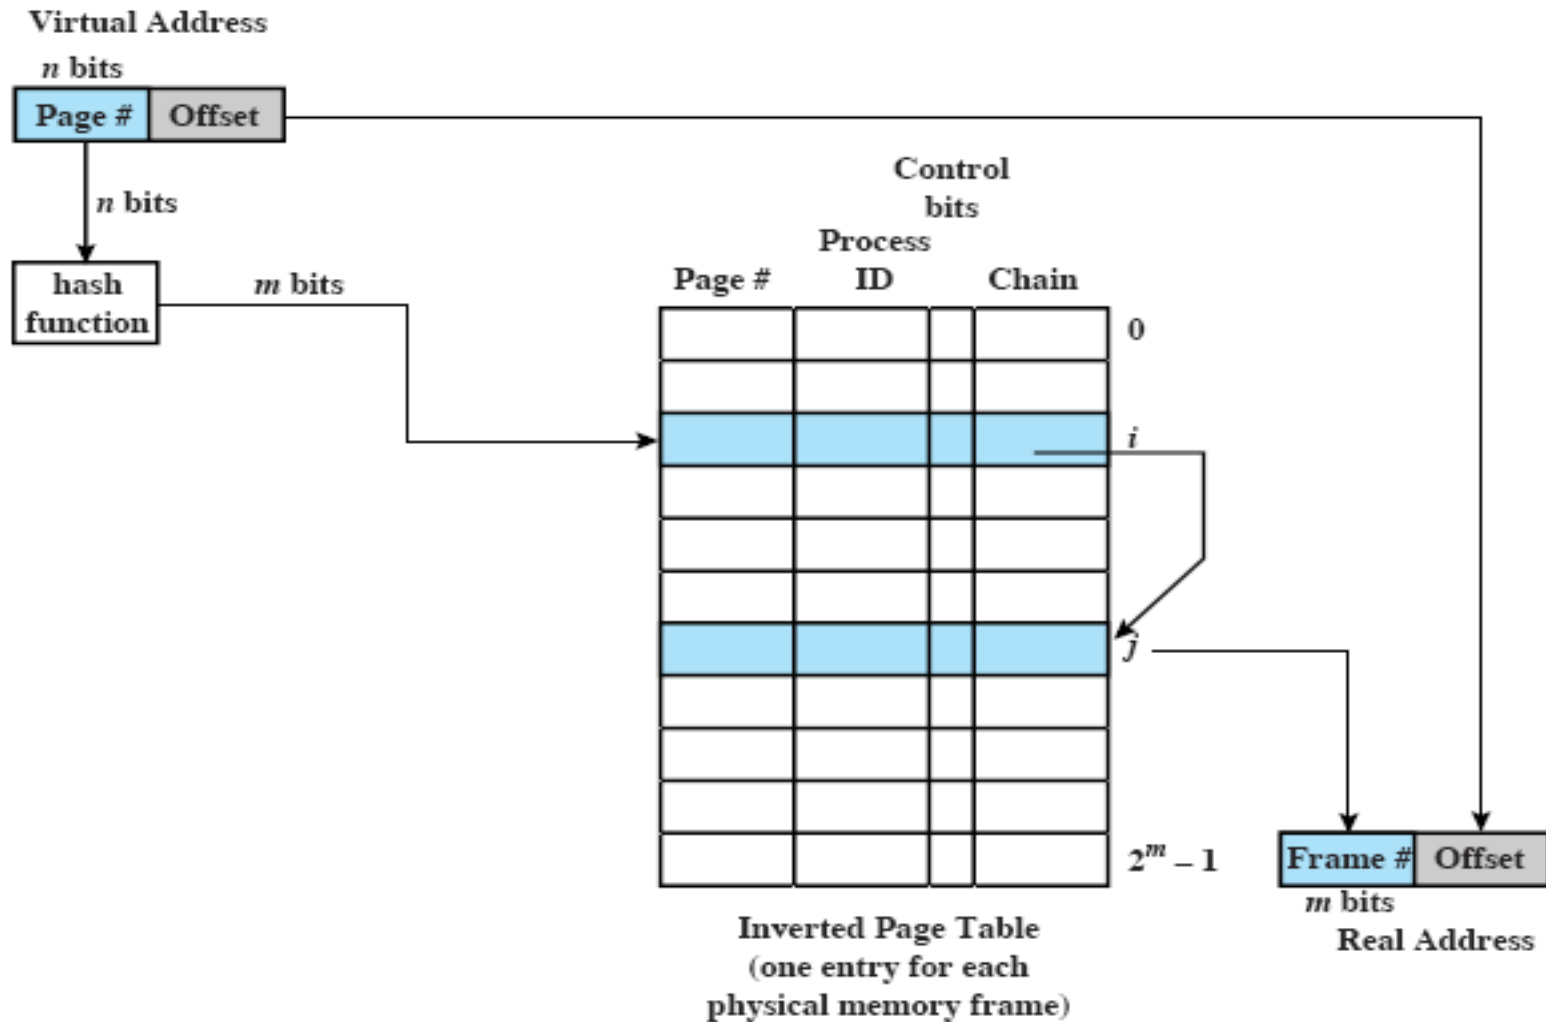 Virtual Address
n bits
Page # Offset
n bits
hash
function
m bits
Control
bits
Process
Page # ID Chain
0
i
j
2^m – 1
Frame # Offset
m bits
Real Address
Inverted Page Table
(one entry for each
physical memory frame)